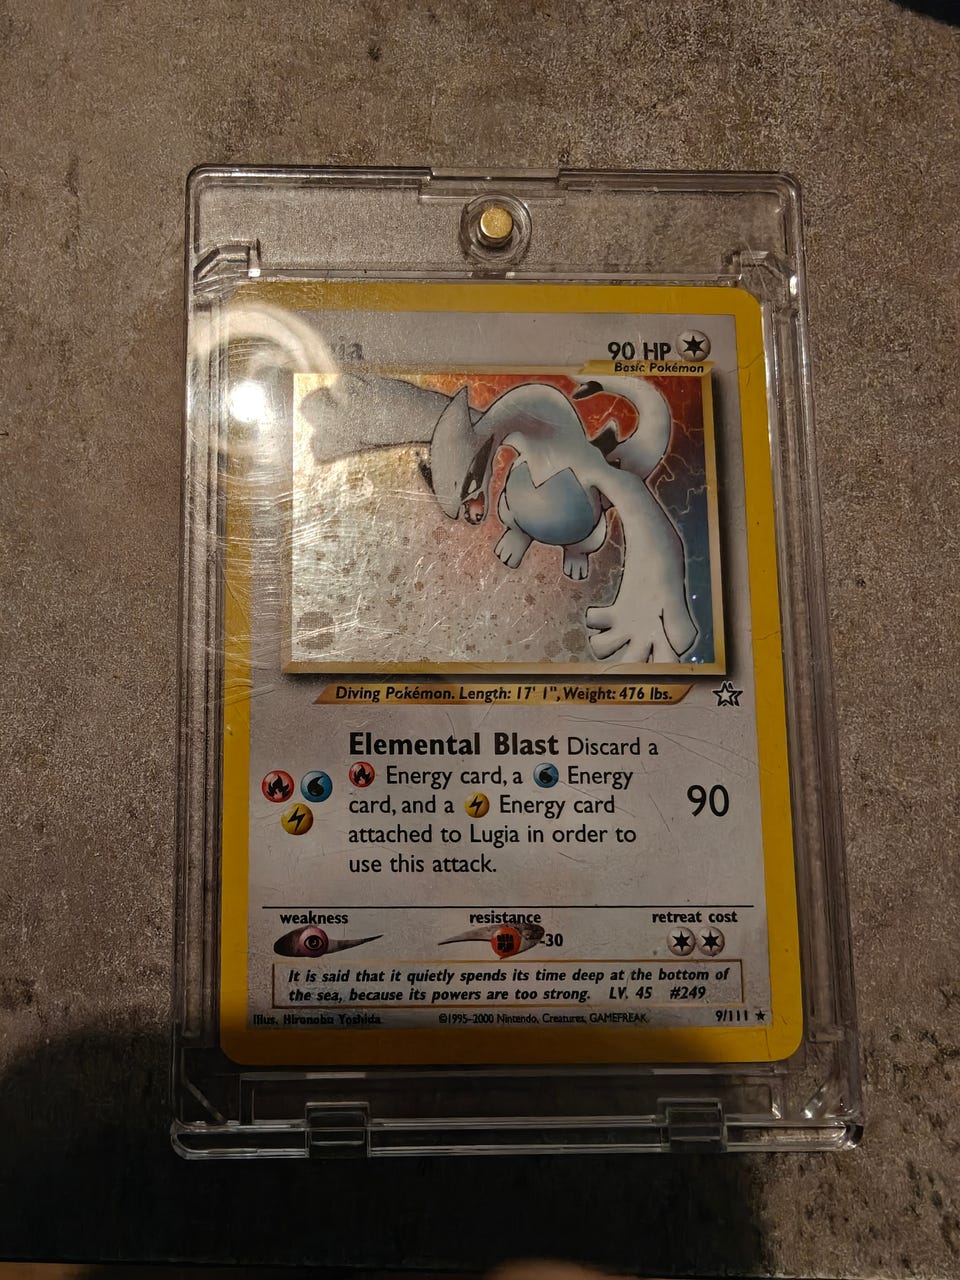 90 HP
Basic Pokémon
Diving Pokémon. Length: 17' 1", Weight: 476 lbs.
Elemental Blast Discard a
Energy card, a Energy
card, and a Energy card
attached to Lugia in order to
use this attack.
90
weakness resistance retreat cost
-30
It is said that it quietly spends its time deep at the bottom of
the sea, because its powers are too strong. LV. 45 #249
Illus. Hironobu Yoshida ©1995-2000 Nintendo, Creatures, GAMEFREAK. 9/111 ★